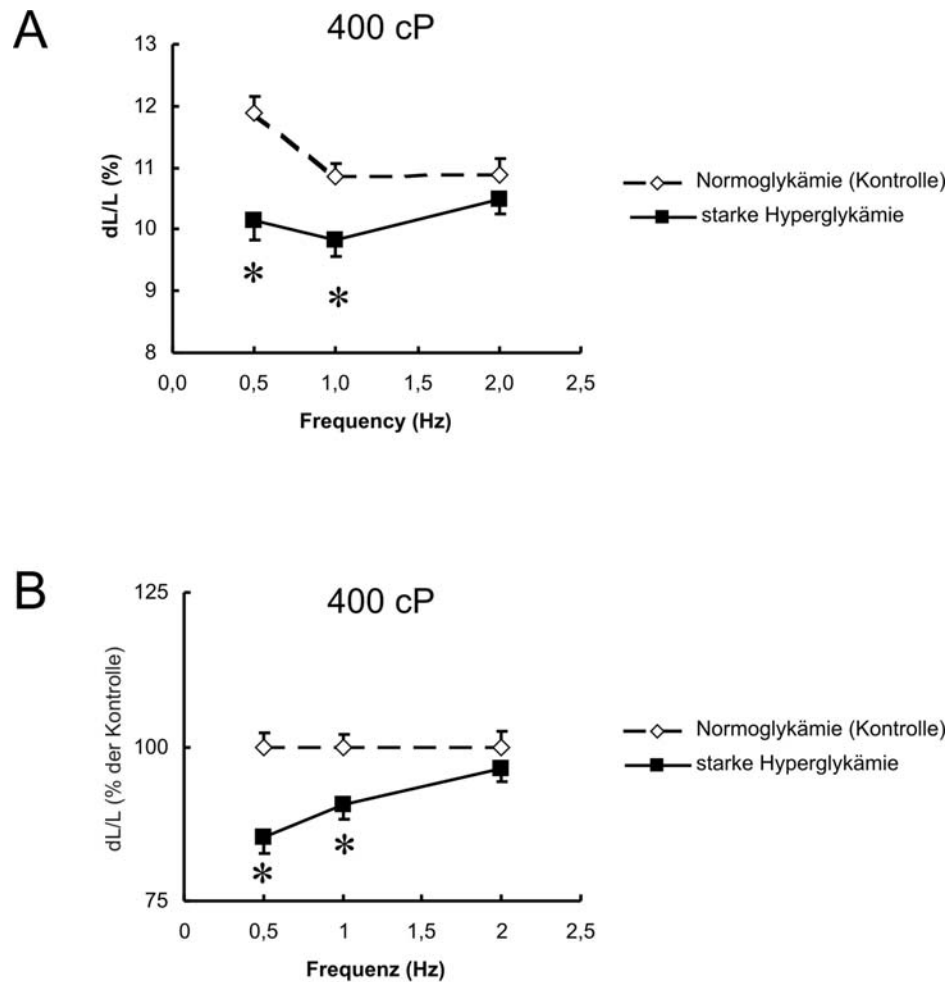 A
400 cP
13
12
11
10
9
8
dL/L (%)
0,0 0,5 1,0 1,5 2,0 2,5
Frequency (Hz)
Normoglykämie (Kontrolle)
starke Hyperglykämie
*
*
B
400 cP
125
100
75
dL/L (% der Kontrolle)
0 0,5 1 1,5 2 2,5
Frequenz (Hz)
Normoglykämie (Kontrolle)
starke Hyperglykämie
*
*